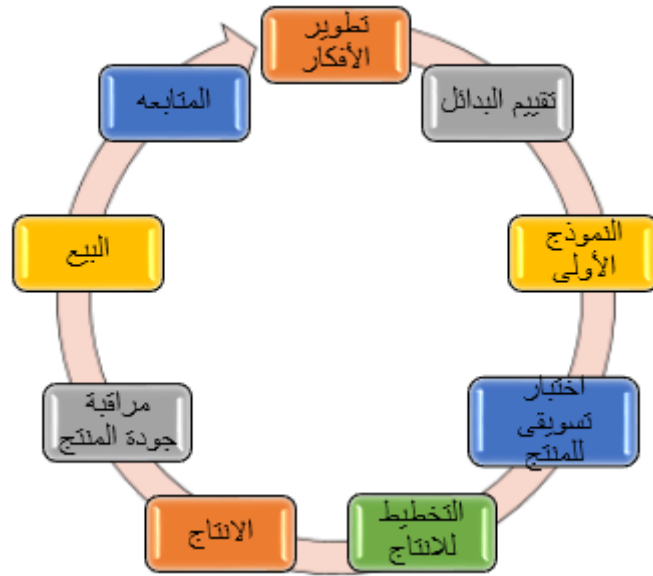 تطوير
الأفكار
تقييم البدائل
النموذج
الأولى
اختبار
تسويقى
للمنتج
التخطيط
للانتاج
الانتاج
مراقبة
جودة المنتج
البيع
المتابعه